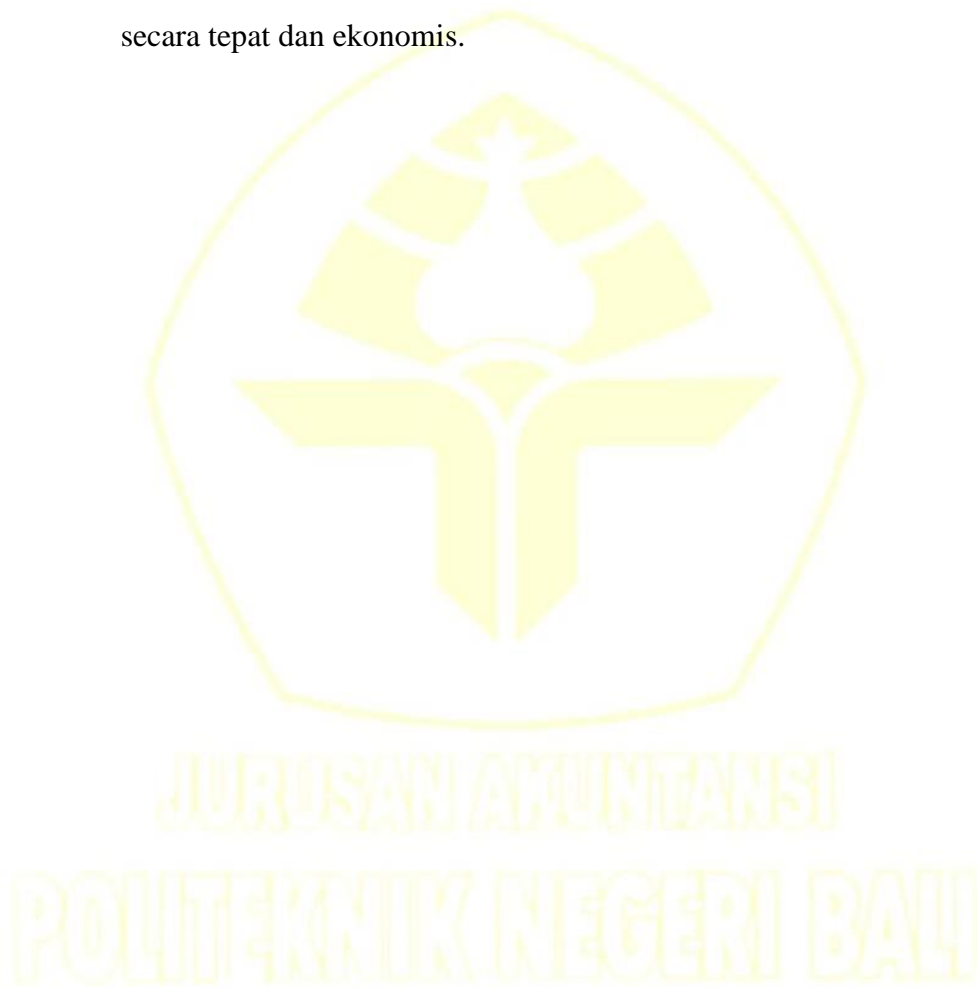 secara tepat dan ekonomis.
JURUSAN AKUNTANSI
POLITEKNIK NEGERI BALI